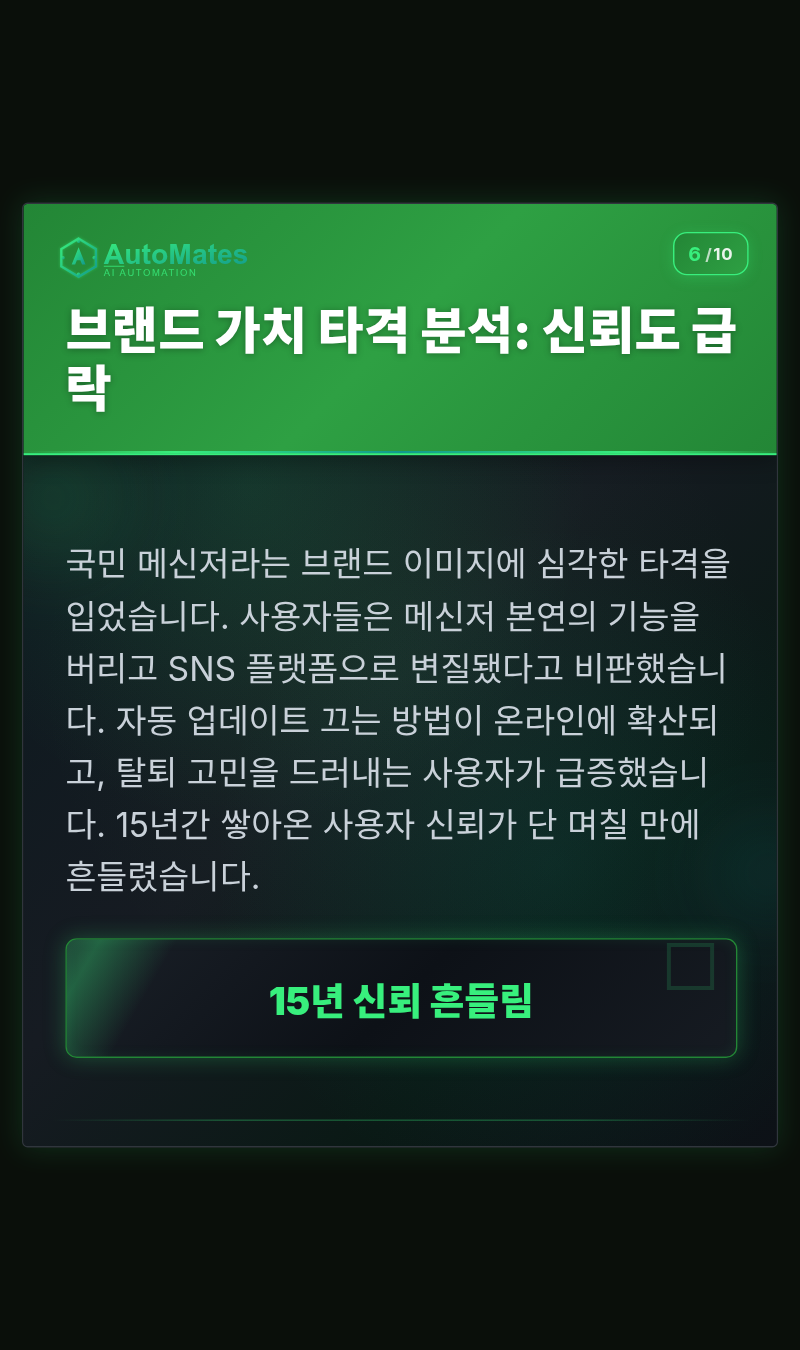 AutoMates
AI AUTOMATION
6 / 10
브랜드 가치 타격 분석: 신뢰도 급
락
국민 메신저라는 브랜드 이미지에 심각한 타격을
입었습니다. 사용자들은 메신저 본연의 기능을
버리고 SNS 플랫폼으로 변질됐다고 비판했습니
다. 자동 업데이트 끄는 방법이 온라인에 확산되
고, 탈퇴 고민을 드러내는 사용자가 급증했습니
다. 15년간 쌓아온 사용자 신뢰가 단 며칠 만에
흔들렸습니다.
15년 신뢰 흔들림